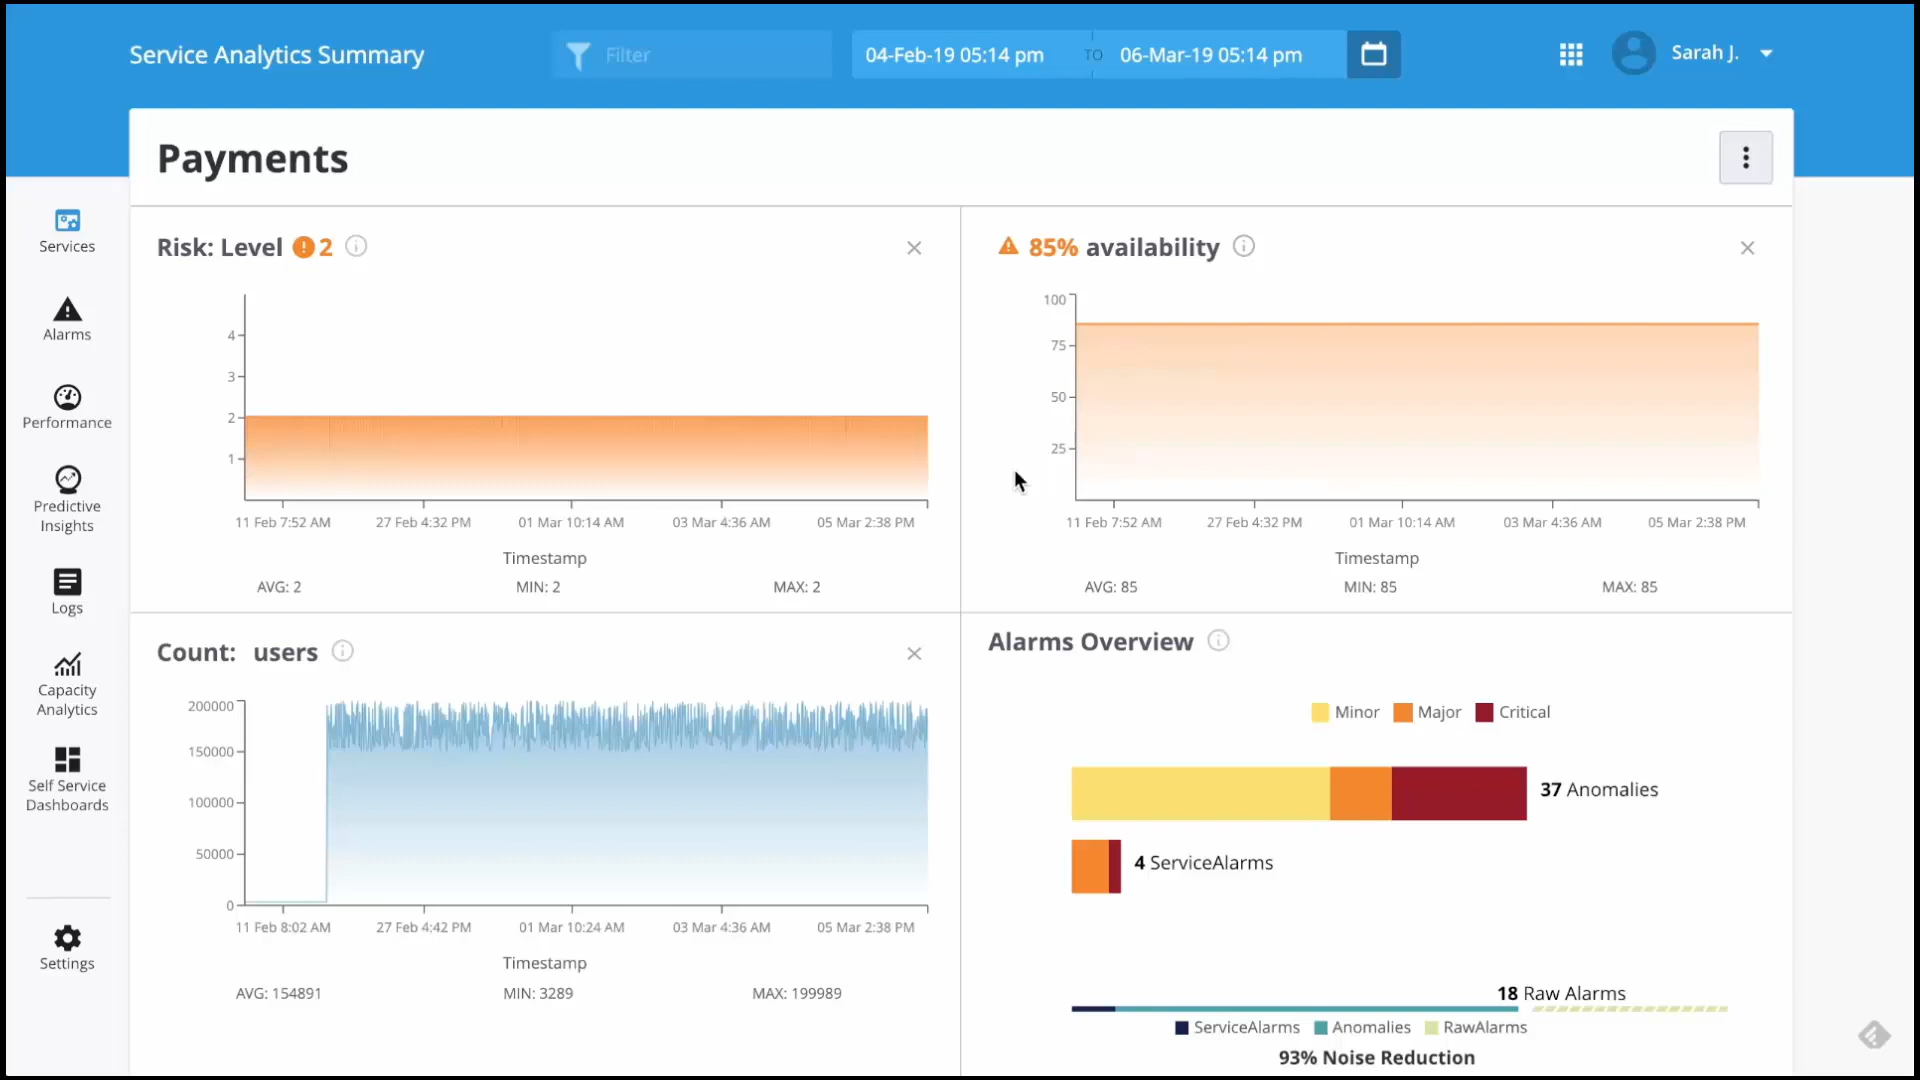 Service Analytics Summary
Filter
04-Feb-19 05:14 pm TO 06-Mar-19 05:14 pm
Sarah J.
Payments
Services
Alarms
Performance
Predictive
Insights
Logs
Capacity
Analytics
Self Service
Dashboards
Settings
Risk: Level 2
4
3
2
1
11 Feb 7:52 AM 27 Feb 4:32 PM 01 Mar 10:14 AM 03 Mar 4:36 AM 05 Mar 2:38 PM
Timestamp
AVG: 2 MIN: 2 MAX: 2
85% availability
100
75
50
25
11 Feb 7:52 AM 27 Feb 4:32 PM 01 Mar 10:14 AM 03 Mar 4:36 AM 05 Mar 2:38 PM
Timestamp
AVG: 85 MIN: 85 MAX: 85
Count: users
200000
150000
100000
50000
0
11 Feb 8:02 AM 27 Feb 4:42 PM 01 Mar 10:24 AM 03 Mar 4:36 AM 05 Mar 2:38 PM
Timestamp
AVG: 154891 MIN: 3289 MAX: 199989
Alarms Overview
Minor Major Critical
37 Anomalies
4 ServiceAlarms
18 Raw Alarms
ServiceAlarms Anomalies RawAlarms
93% Noise Reduction